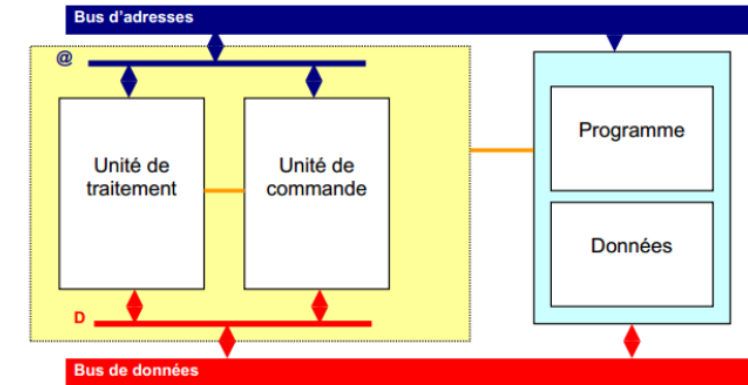 Bus d'adresses
@
Unité de
traitement
Unité de
commande
Programme
Données
D
Bus de données